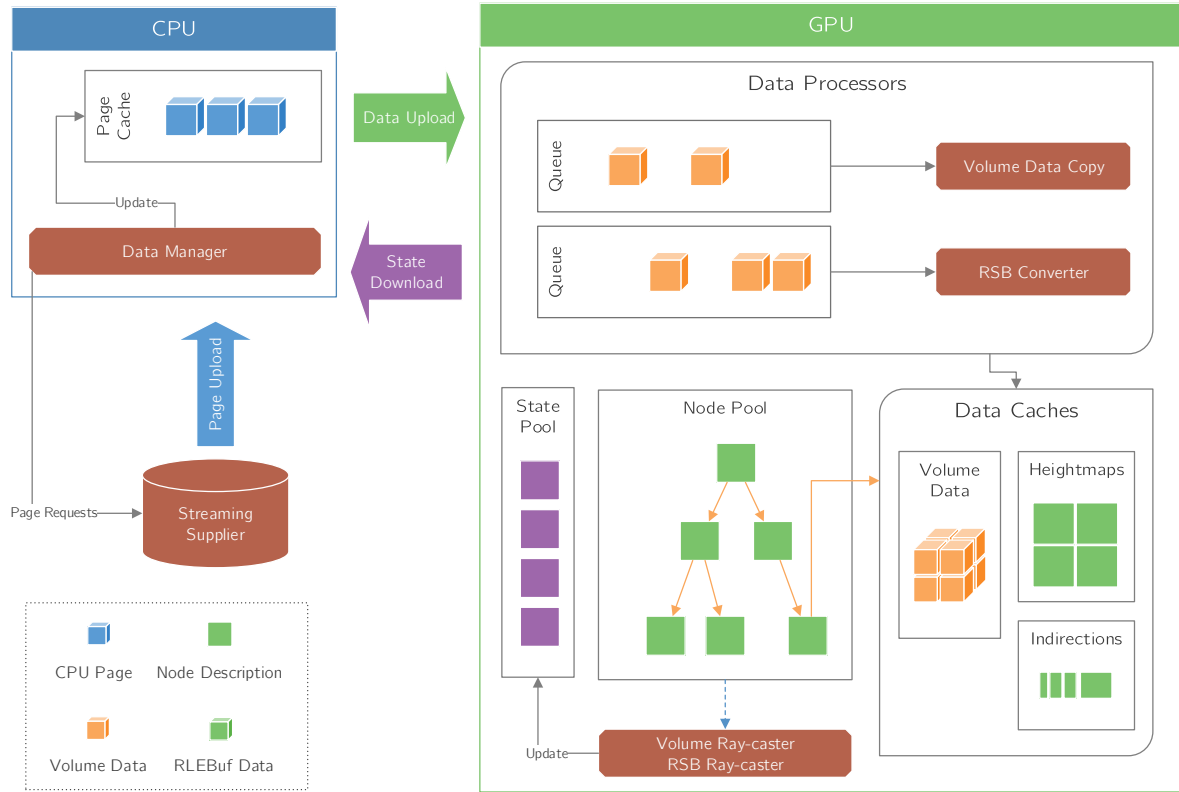 CPU
Page
Cache
Update
Data Manager
Data Upload
State
Download
Page Upload
Page Requests
Streaming
Supplier
CPU Page
Node Description
Volume Data
RLEBuf Data
GPU
Data Processors
Queue
Volume Data Copy
Queue
RSB Converter
State
Pool
Node Pool
Data Caches
Volume
Data
Heightmaps
Indirections
Update
Volume Ray-caster
RSB Ray-caster